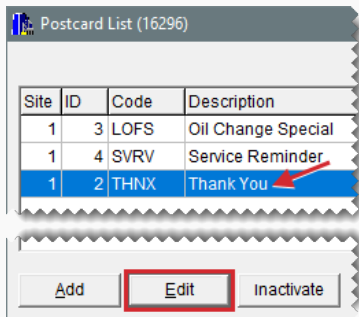 Postcard List (16296)
Site ID Code Description
1 3 LOFS Oil Change Special
1 4 SVRV Service Reminder
1 2 THNX Thank You
Add Edit Inactivate